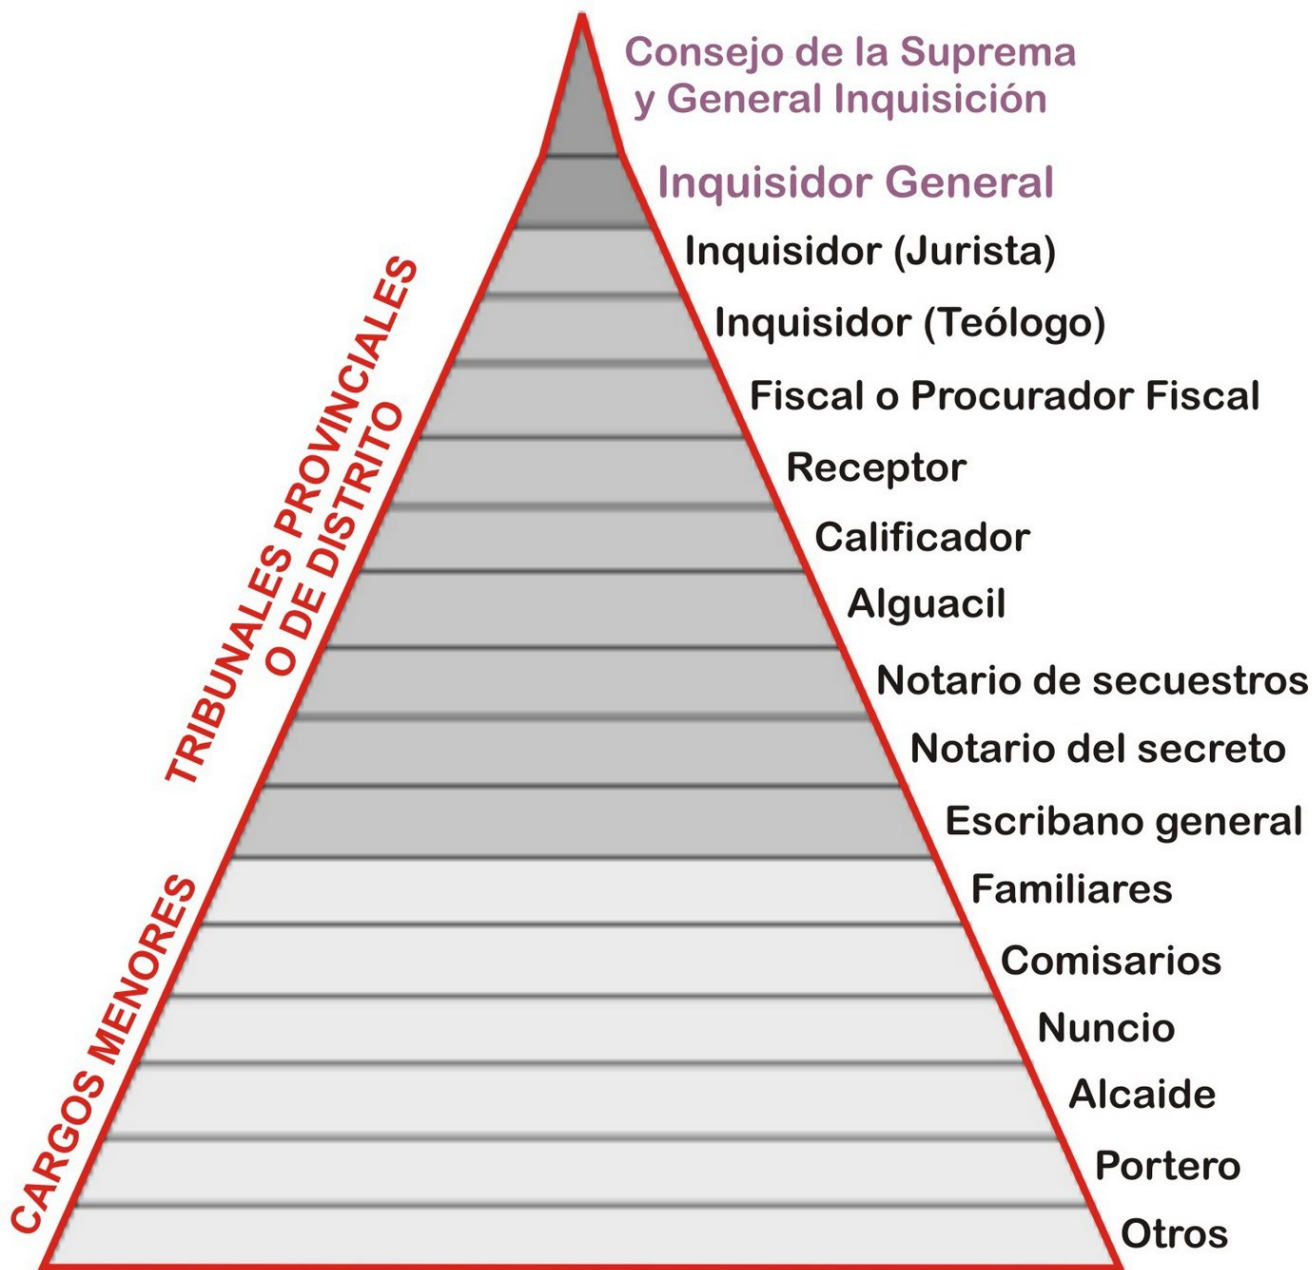 Consejo de la Suprema
y General Inquisición
Inquisidor General
Inquisidor (Jurista)
Inquisidor (Teólogo)
Fiscal o Procurador Fiscal
Receptor
Calificador
Alguacil
Notario de secuestros
Notario del secreto
Escribano general
Familiares
Comisarios
Nuncio
Alcaide
Portero
Otros
TRIBUNALES PROVINCIALES
O DE DISTRITO
CARGOS MENORES